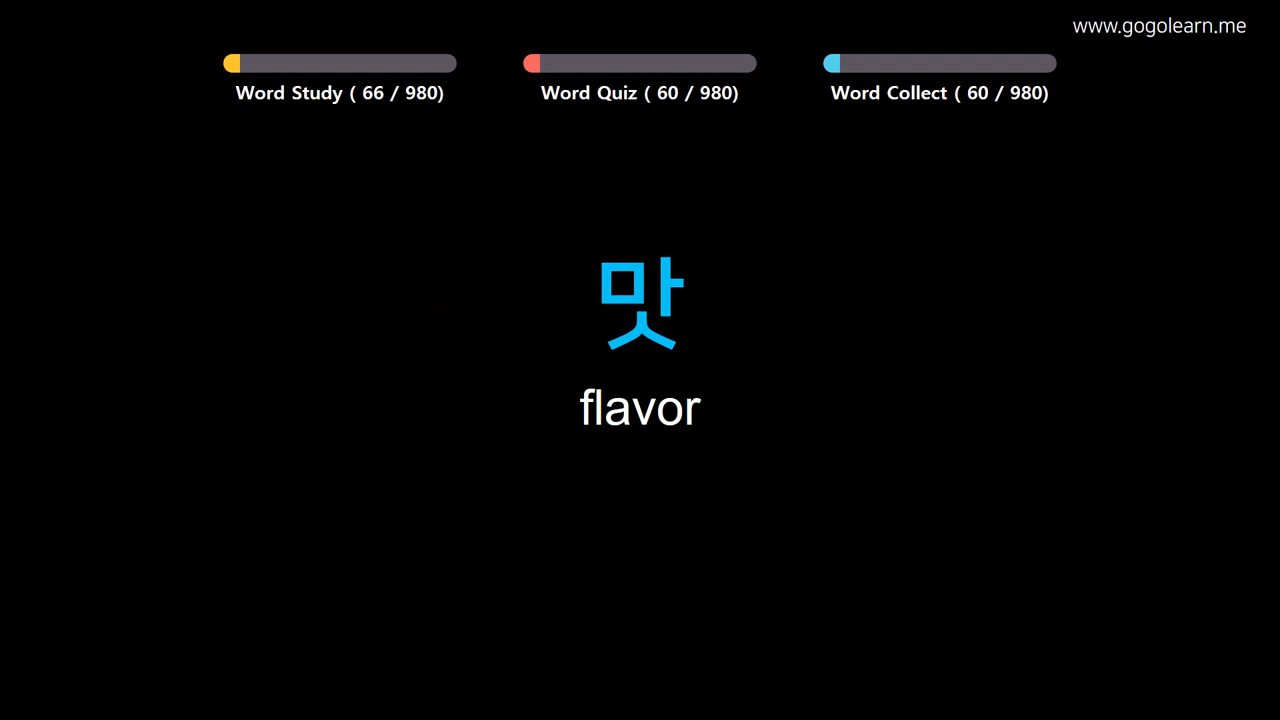 www.gogolearn.me
Word Study ( 66 / 980)
Word Quiz ( 60 / 980)
Word Collect ( 60 / 980)
맛
flavor